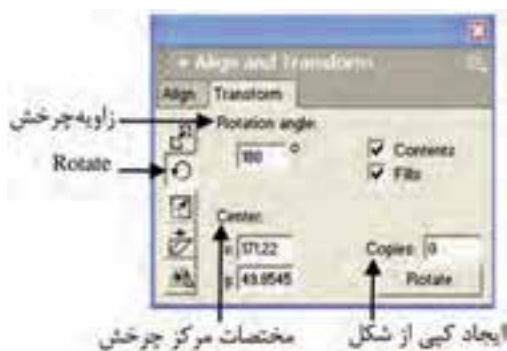 Align and Transform
Align Transform
زاویه‌چرخش
Rotation angle:
180 °
Contents
Fills
Rotate
Center:
x: 171.22
y: 49.8545
Copies: 0
Rotate
مختصات مرکز چرخش
ایجاد کپی از شکل